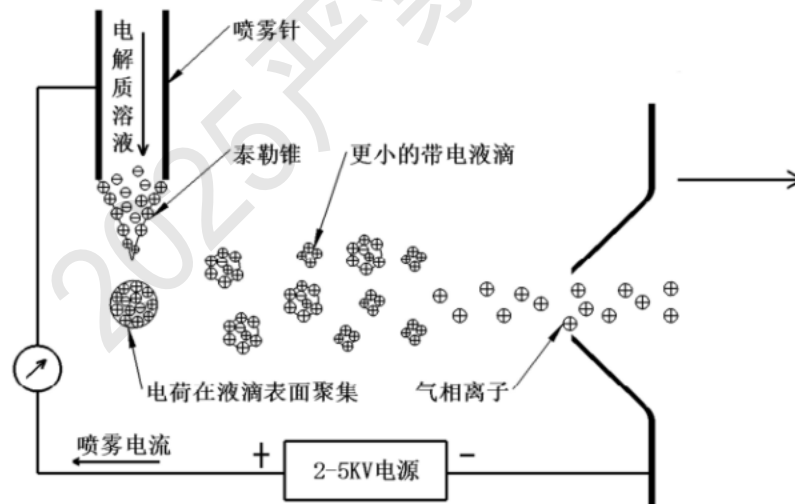 喷雾针
电解质溶液
泰勒锥
更小的带电液滴
电荷在液滴表面聚集
气相离子
喷雾电流
+
2-5KV电源
-